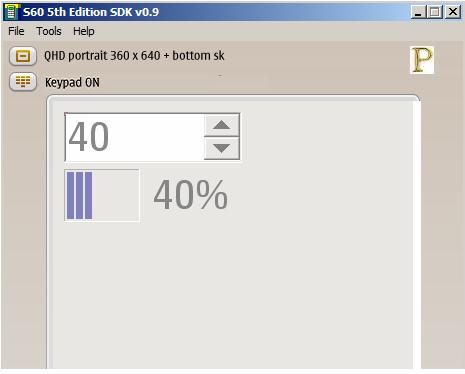 S60 5th Edition SDK v0.9
File Tools Help
QHD portrait 360 x 640 + bottom sk
P
Keypad ON
40
40%